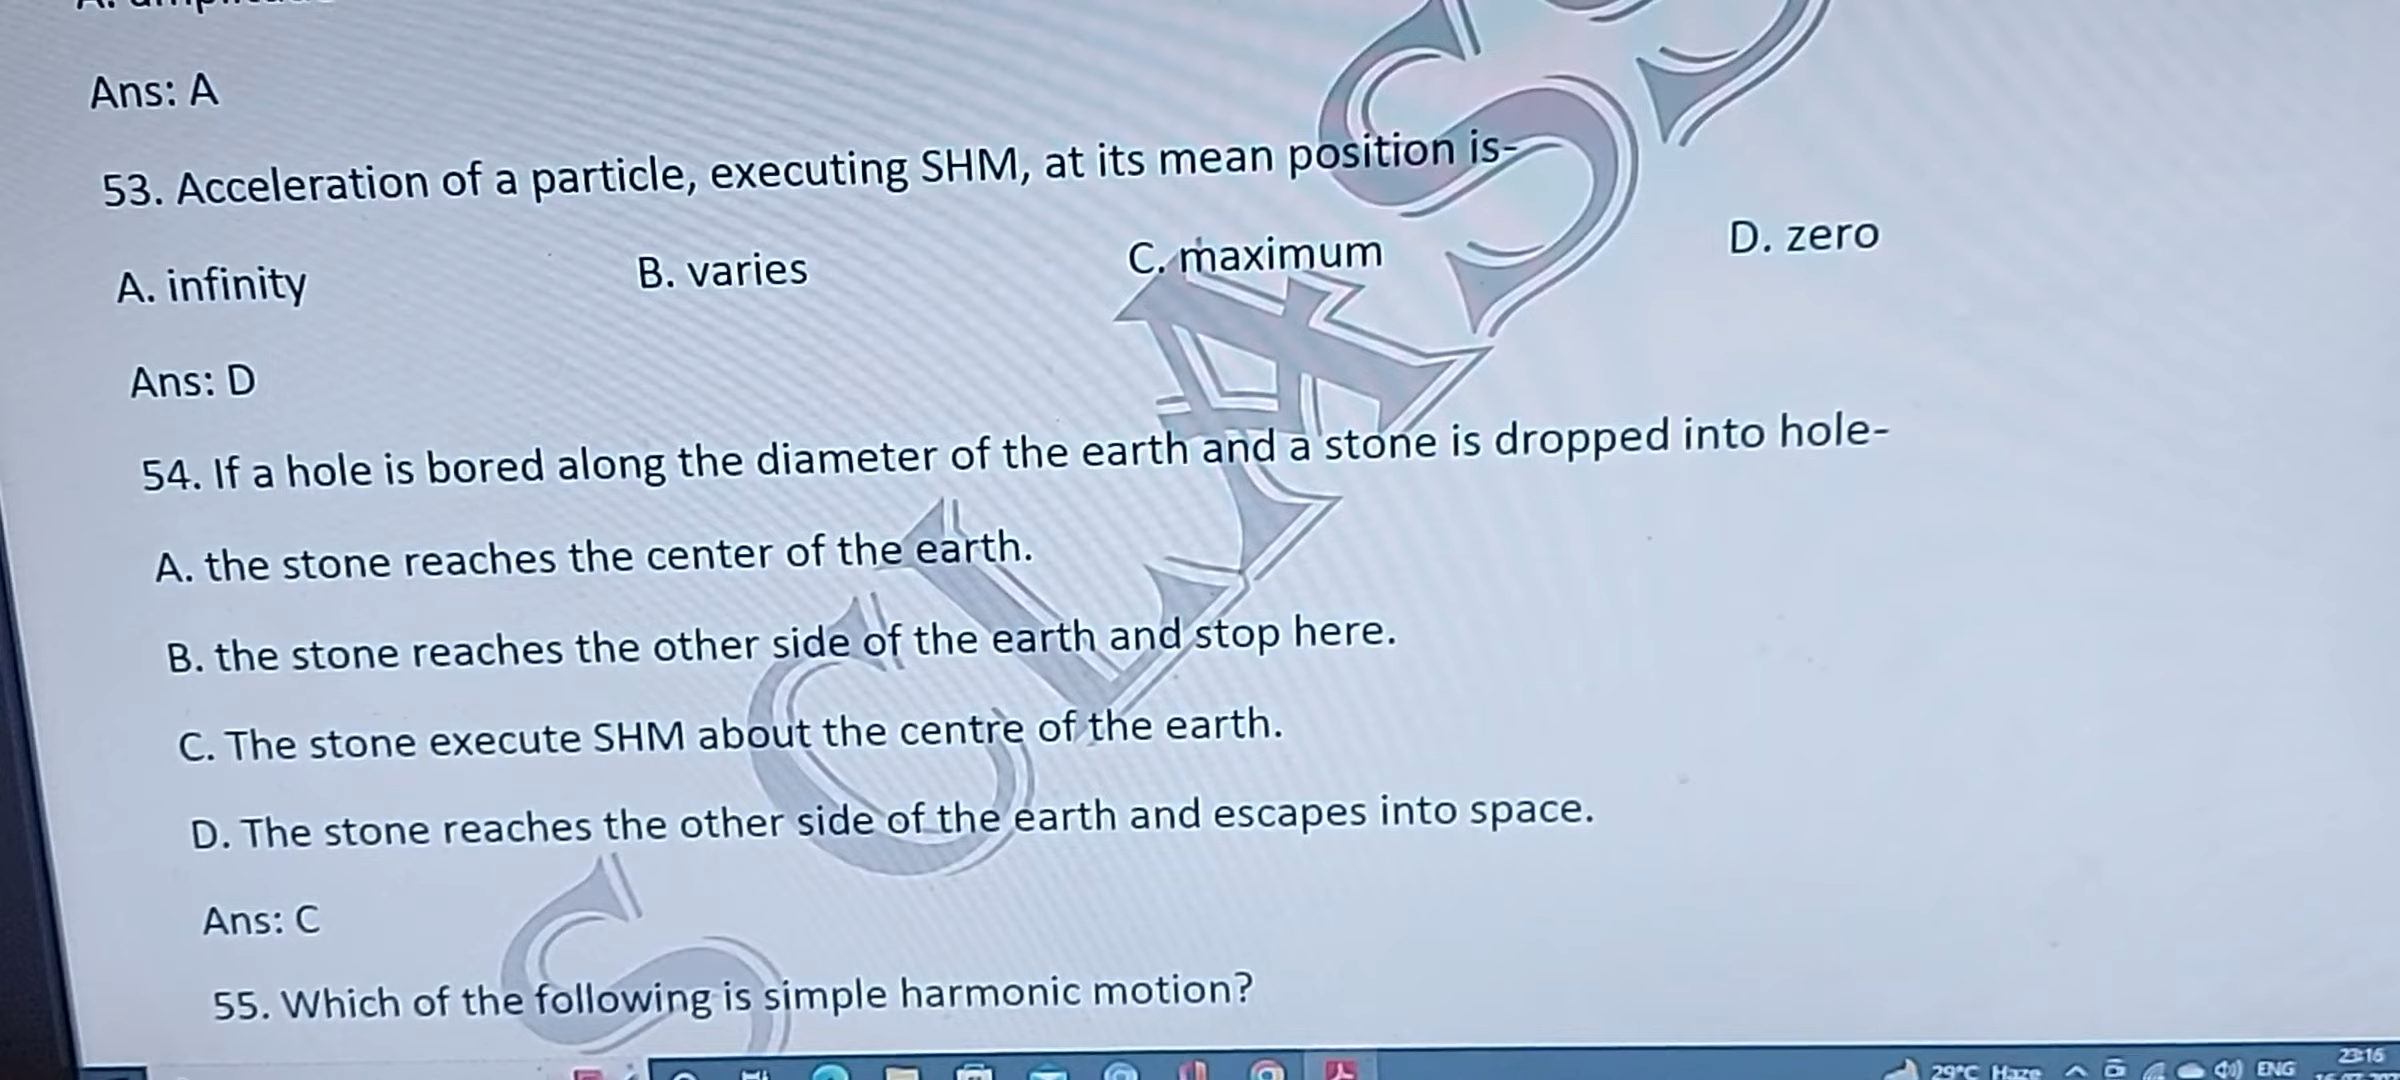 Ans: A
53. Acceleration of a particle, executing SHM, at its mean position is-
A. infinity B. varies C. maximum D. zero
Ans: D
54. If a hole is bored along the diameter of the earth and a stone is dropped into hole-
A. the stone reaches the center of the earth.
B. the stone reaches the other side of the earth and stop here.
C. The stone execute SHM about the centre of the earth.
D. The stone reaches the other side of the earth and escapes into space.
Ans: C
55. Which of the following is simple harmonic motion?
S CLASS
29°C Haze ENG 23:16